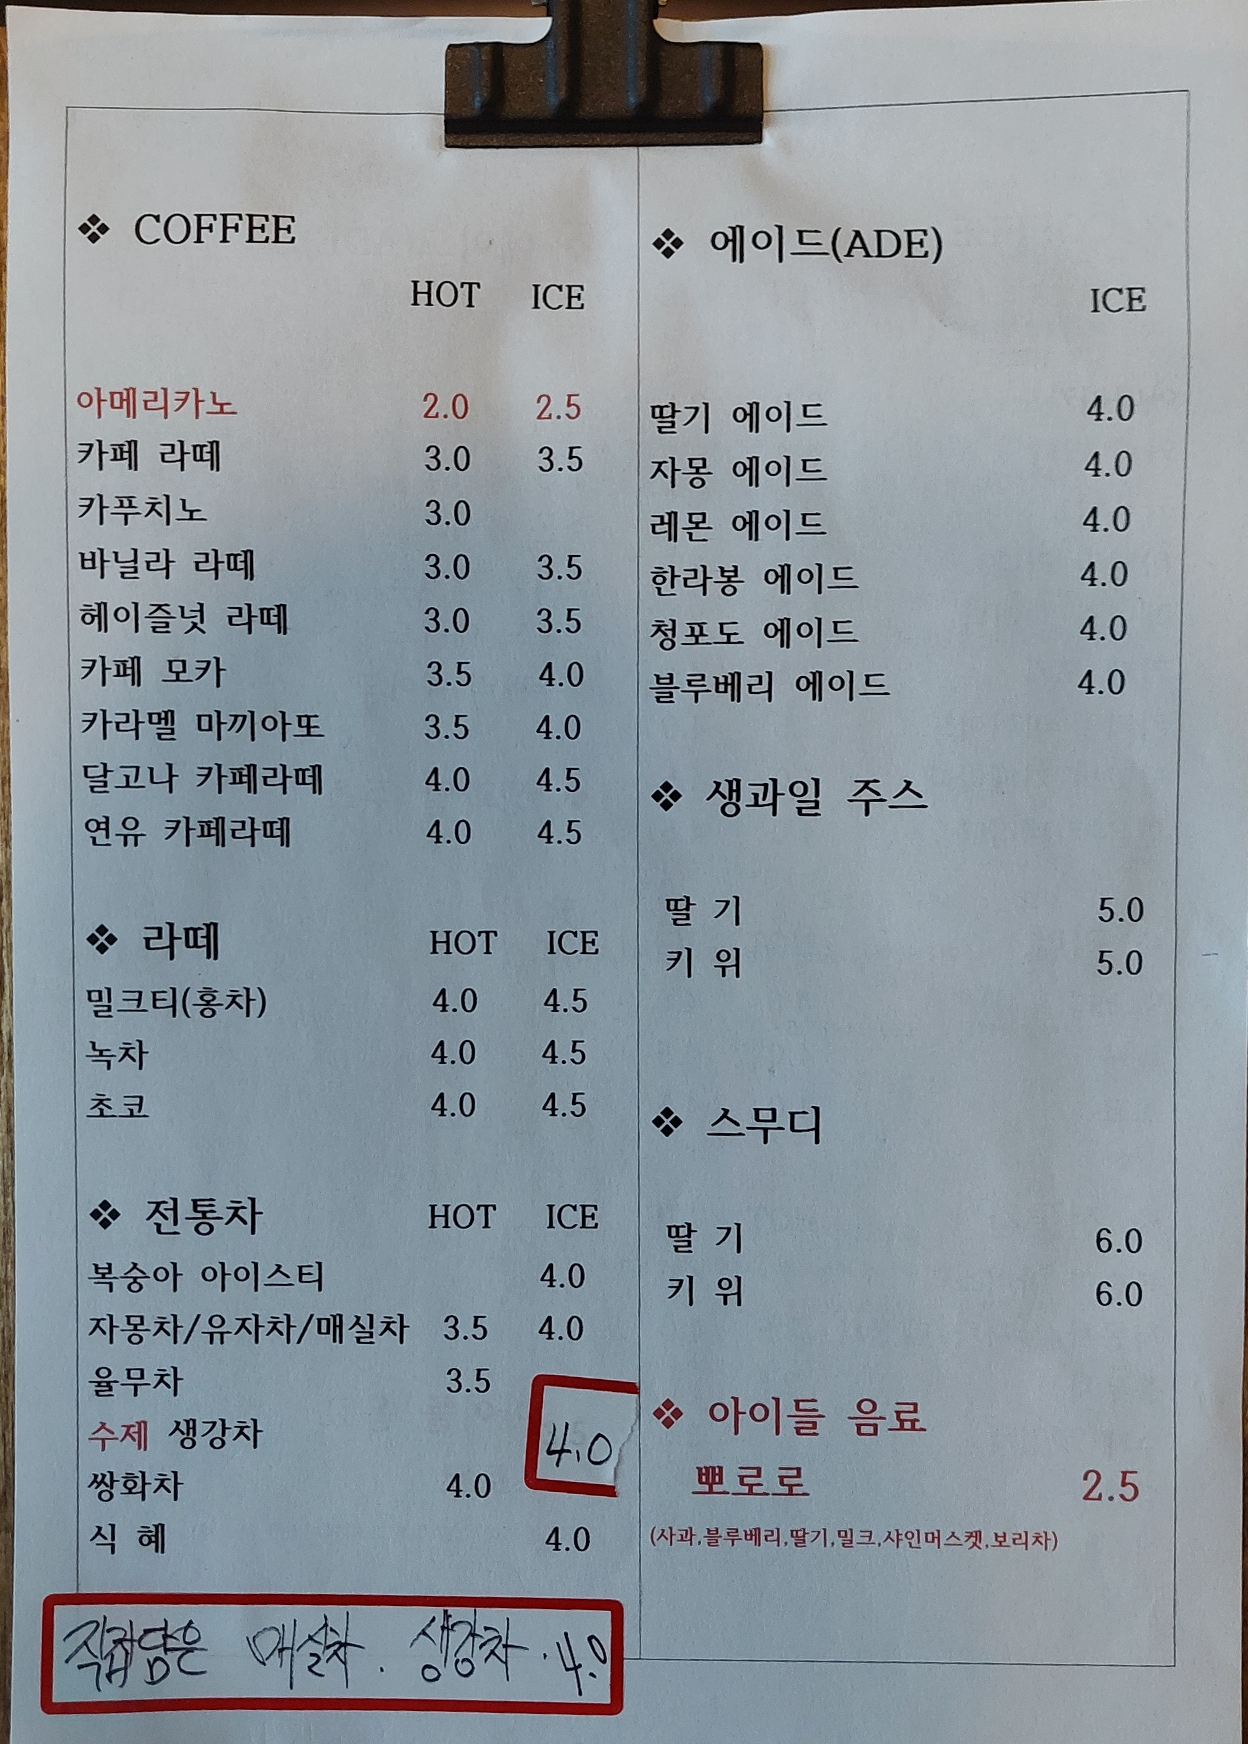 ❖ COFFEE
HOT ICE
아메리카노 2.0 2.5
카페 라떼 3.0 3.5
카푸치노 3.0
바닐라 라떼 3.0 3.5
헤이즐넛 라떼 3.0 3.5
카페 모카 3.5 4.0
카라멜 마끼아또 3.5 4.0
달고나 카페라떼 4.0 4.5
연유 카페라떼 4.0 4.5
❖ 라떼 HOT ICE
밀크티(홍차) 4.0 4.5
녹차 4.0 4.5
초코 4.0 4.5
❖ 전통차 HOT ICE
복숭아 아이스티 4.0
자몽차/유자차/매실차 3.5 4.0
율무차 3.5
수제 생강차 4.0
쌍화차 4.0
식 혜 4.0
직접담은 매실차. 생강차. 4.0
❖ 에이드(ADE)
ICE
딸기 에이드 4.0
자몽 에이드 4.0
레몬 에이드 4.0
한라봉 에이드 4.0
청포도 에이드 4.0
블루베리 에이드 4.0
❖ 생과일 주스
딸 기 5.0
키 위 5.0
❖ 스무디
딸 기 6.0
키 위 6.0
❖ 아이들 음료
뽀로로 2.5
(사과,블루베리,딸기,밀크,샤인머스켓,보리차)